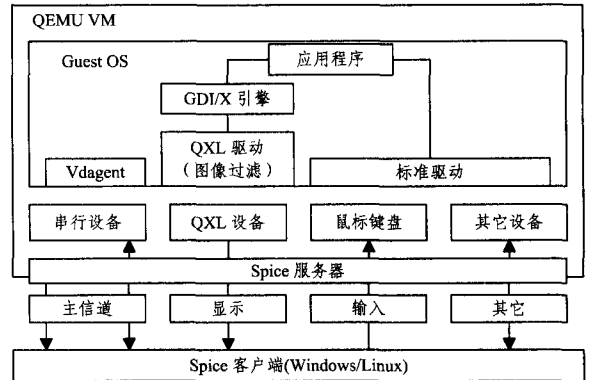 QEMU VM
Guest OS
应用程序
GDI/X 引擎
QXL 驱动
(图像过滤)
Vdagent
标准驱动
串行设备
QXL 设备
鼠标键盘
其它设备
Spice 服务器
主信道
显示
输入
其它
Spice 客户端(Windows/Linux)